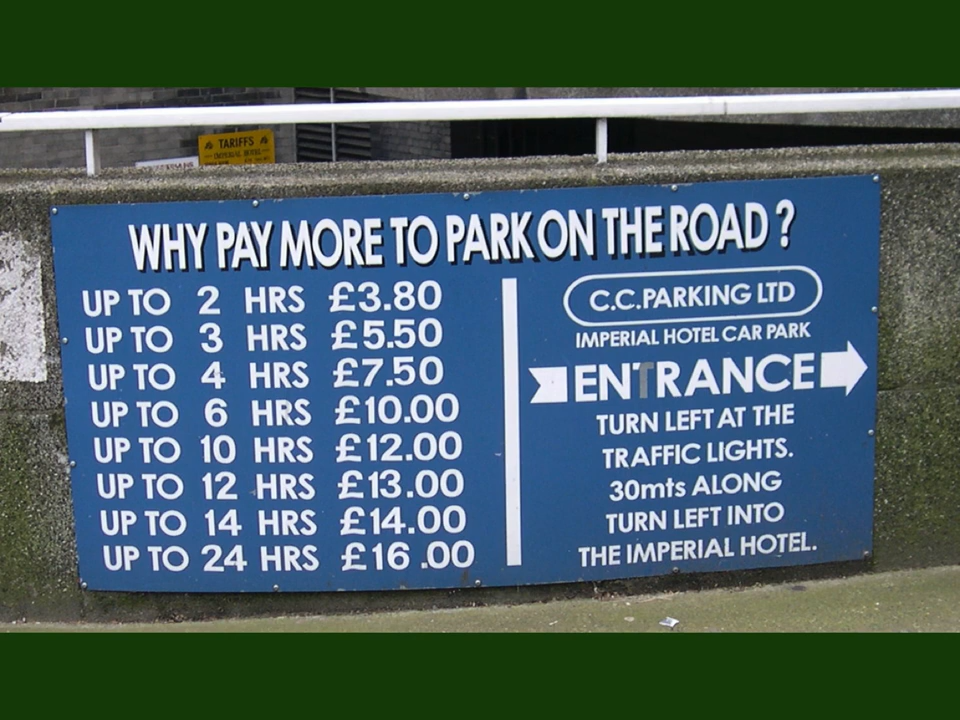 TARIFFS
WHY PAY MORE TO PARK ON THE ROAD ?
UP TO 2 HRS £3.80
UP TO 3 HRS £5.50
UP TO 4 HRS £7.50
UP TO 6 HRS £10.00
UP TO 10 HRS £12.00
UP TO 12 HRS £13.00
UP TO 14 HRS £14.00
UP TO 24 HRS £16.00
C.C.PARKING LTD
IMPERIAL HOTEL CAR PARK
ENTRANCE
TURN LEFT AT THE
TRAFFIC LIGHTS.
30mts ALONG
TURN LEFT INTO
THE IMPERIAL HOTEL.